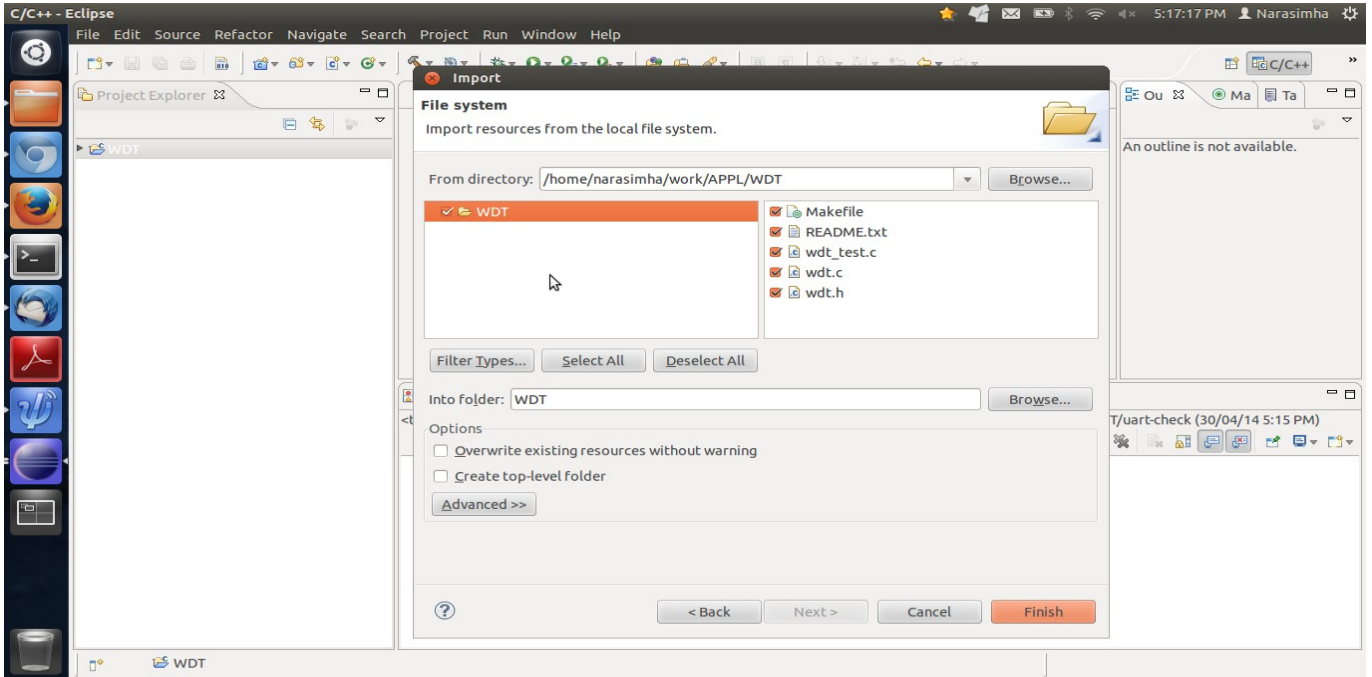 C/C++ - Eclipse
5:17:17 PM Narasimha
File Edit Source Refactor Navigate Search Project Run Window Help
C/C++
Project Explorer
WDT
Import
File system
Import resources from the local file system.
From directory: /home/narasimha/work/APPL/WDT Browse...
WDT
Makefile
README.txt
wdt_test.c
wdt.c
wdt.h
Filter Types... Select All Deselect All
Into folder: WDT Browse...
Options
Overwrite existing resources without warning
Create top-level folder
Advanced >>
< Back Next > Cancel Finish
Ou Ma Ta
An outline is not available.
<t
T/uart-check (30/04/14 5:15 PM)
WDT